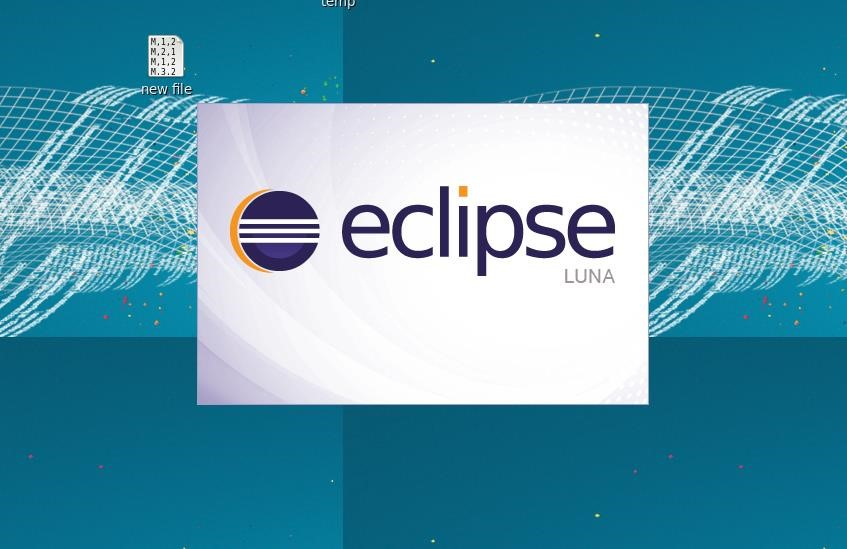 temp
M,1,2
M,2,1
M,1,2
M.3.2
new file
eclipse
LUNA